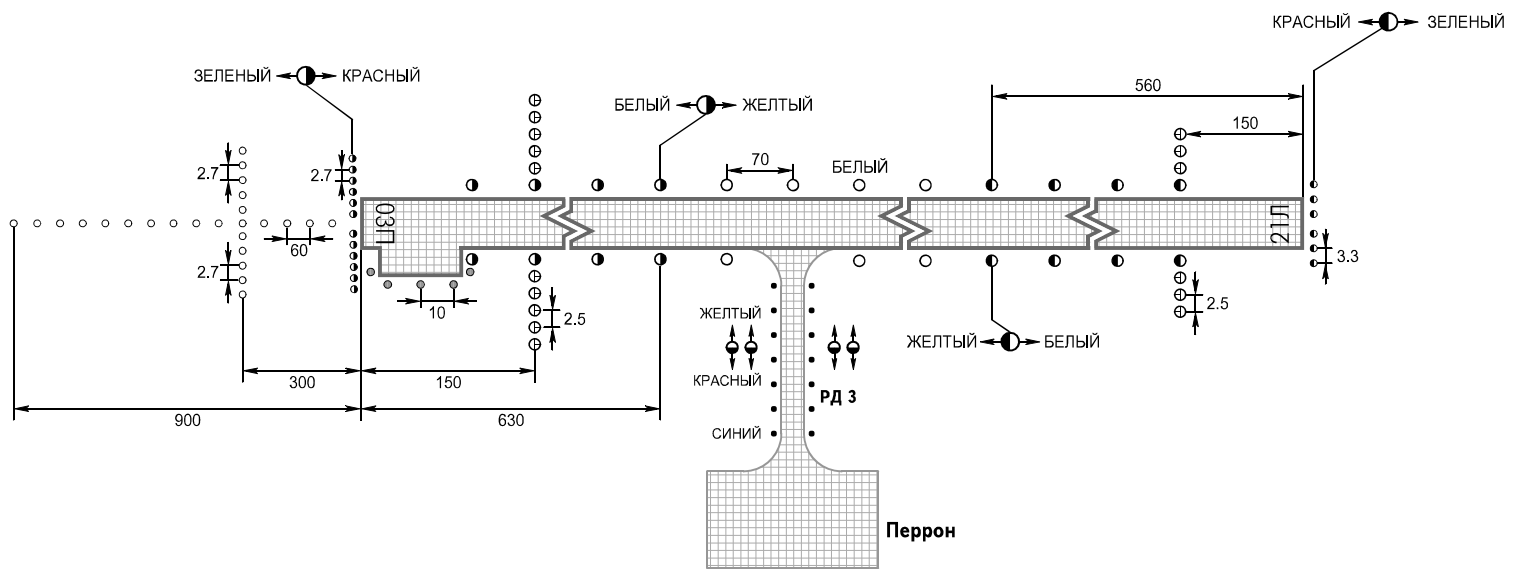 КРАСНЫЙ ЗЕЛЕНЫЙ
ЗЕЛЕНЫЙ КРАСНЫЙ
560
БЕЛЫЙ ЖЕЛТЫЙ
150
2.7
2.7
70
БЕЛЫЙ
03П
21Л
60
2.7
3.3
10
2.5
2.5
ЖЕЛТЫЙ
ЖЕЛТЫЙ БЕЛЫЙ
300
150
КРАСНЫЙ
РД 3
900
630
СИНИЙ
Перрон